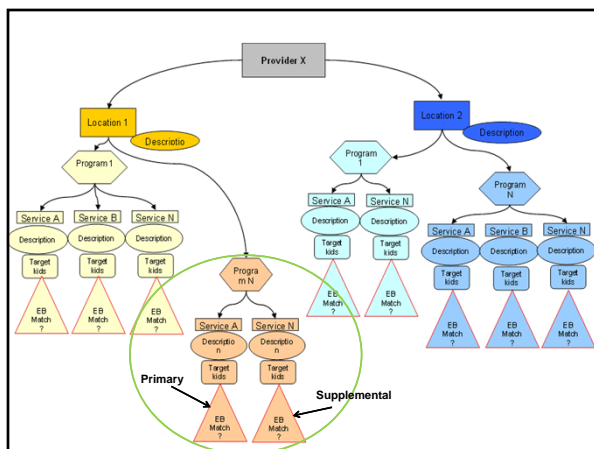 Provider X
Location 1
Descriptio
Location 2
Description
Program 1
Service A
Service B
Service N
Description
Description
Description
Target
kids
Target
kids
Target
kids
EB
Match
?
EB
Match
?
EB
Match
?
Progra
m N
Service A
Service N
Descriptio
n
Descriptio
n
Target
kids
Target
kids
EB
Match
?
EB
Match
?
Primary
Supplemental
Program
1
Service A
Service N
Description
Description
Target
kids
Target
kids
EB
Match
?
EB
Match
?
Program
N
Service A
Service B
Service N
Description
Description
Description
Target
kids
Target
kids
Target
kids
EB
Match
?
EB
Match
?
EB
Match
?